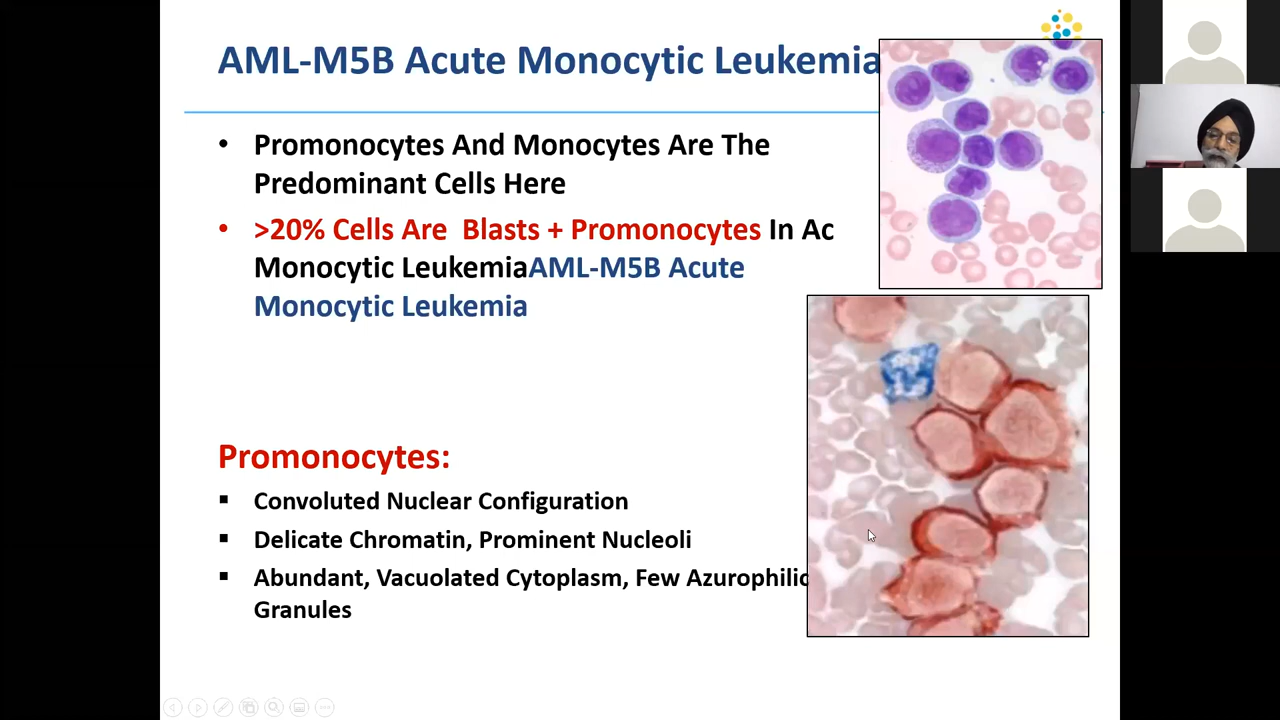 AML-M5B Acute Monocytic Leukemia
• Promonocytes And Monocytes Are The
Predominant Cells Here
• >20% Cells Are Blasts + Promonocytes In Ac
Monocytic LeukemiaAML-M5B Acute
Monocytic Leukemia
Promonocytes:
▪ Convoluted Nuclear Configuration
▪ Delicate Chromatin, Prominent Nucleoli
▪ Abundant, Vacuolated Cytoplasm, Few Azurophilic
Granules